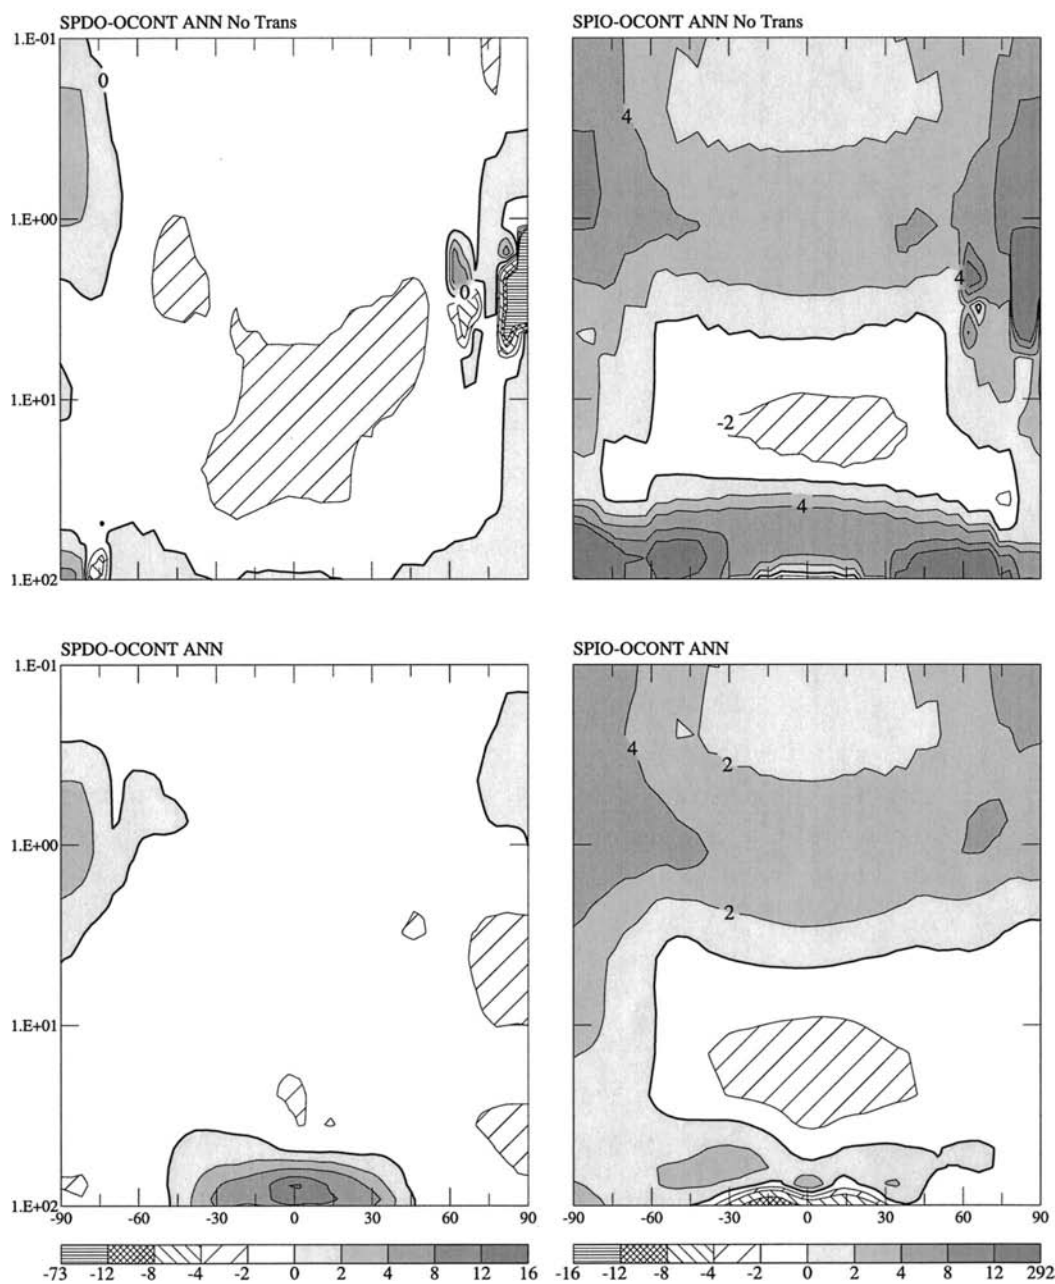 SPDO-OCONT ANN No Trans
SPIO-OCONT ANN No Trans
1.E-01
1.E+00
1.E+01
1.E+02
0
0
4
4
-2
4
SPDO-OCONT ANN
SPIO-OCONT ANN
1.E-01
1.E+00
1.E+01
1.E+02
4
2
2
-90 -60 -30 0 30 60 90
-90 -60 -30 0 30 60 90
-73 -12 -8 -4 -2 0 2 4 8 12 16
-16 -12 -8 -4 -2 0 2 4 8 12 292